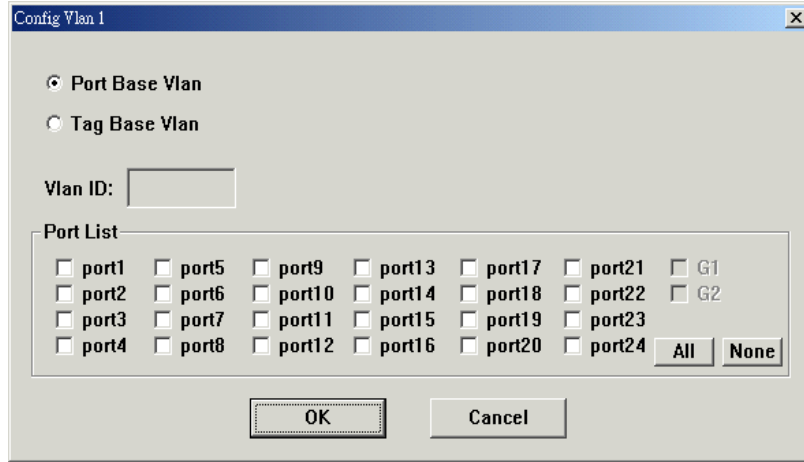 Config Vlan 1
Port Base Vlan
Tag Base Vlan
Vlan ID:
Port List
port1 port5 port9 port13 port17 port21 G1
port2 port6 port10 port14 port18 port22 G2
port3 port7 port11 port15 port19 port23
port4 port8 port12 port16 port20 port24 All None
OK Cancel